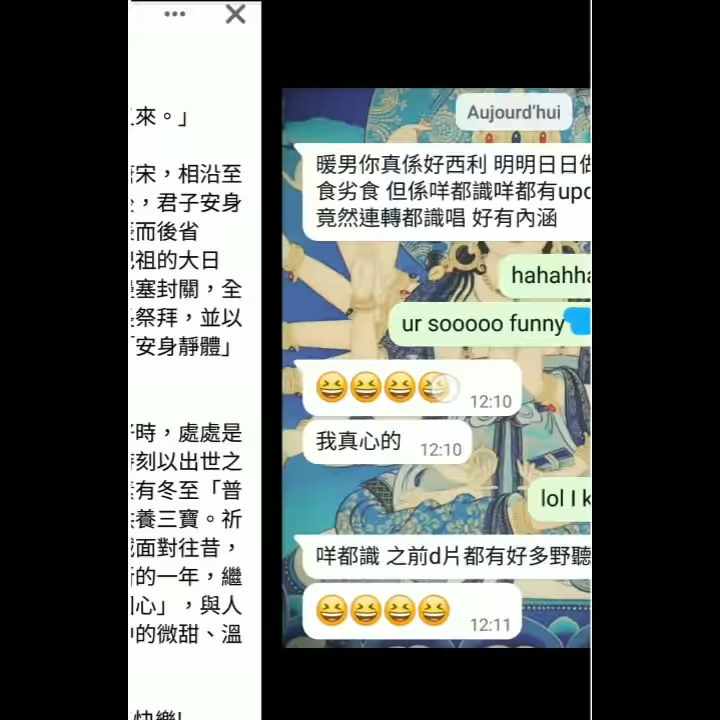 來。」
宋，相沿至
，君子安身
而後省
祖的大日
塞封關，全
祭拜，並以
「安身靜體」
時，處處是
刻以出世之
有冬至「普
養三寶。祈
面對往昔，
的一年，繼
心」，與人
的微甜、溫
快樂!
Aujourd'hui
暖男你真係好西利 明明日日做
食劣食 但係咩都識咩都有upd
竟然連轉都識唱 好有內涵
hahahha
ur sooooo funny
😆😆😆😆
12:10
我真心的
12:10
lol I k
咩都識 之前d片都有好多野聽
😆😆😆😆
12:11